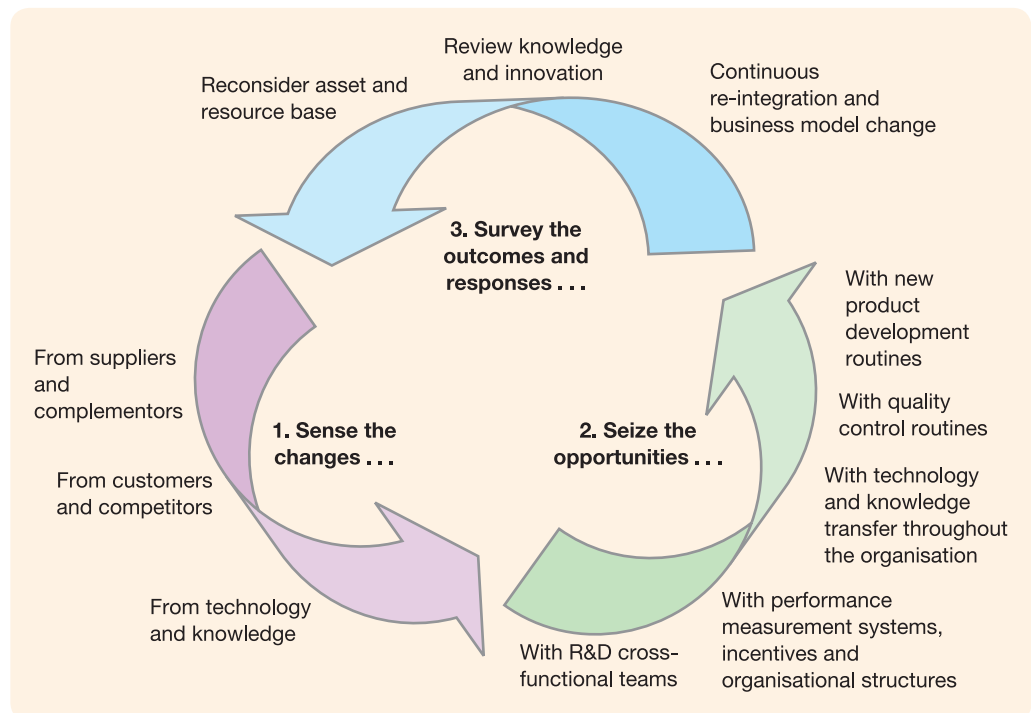 Review knowledge
and innovation
Reconsider asset and
resource base
Continuous
re-integration and
business model change
3. Survey the
outcomes and
responses . . .
From suppliers
and
complementors
From customers
and competitors
From technology
and knowledge
1. Sense the
changes . . .
2. Seize the
opportunities . . .
With new
product
development
routines
With quality
control routines
With technology
and knowledge
transfer throughout
the organisation
With performance
measurement systems,
incentives and
organisational structures
With R&D cross-
functional teams